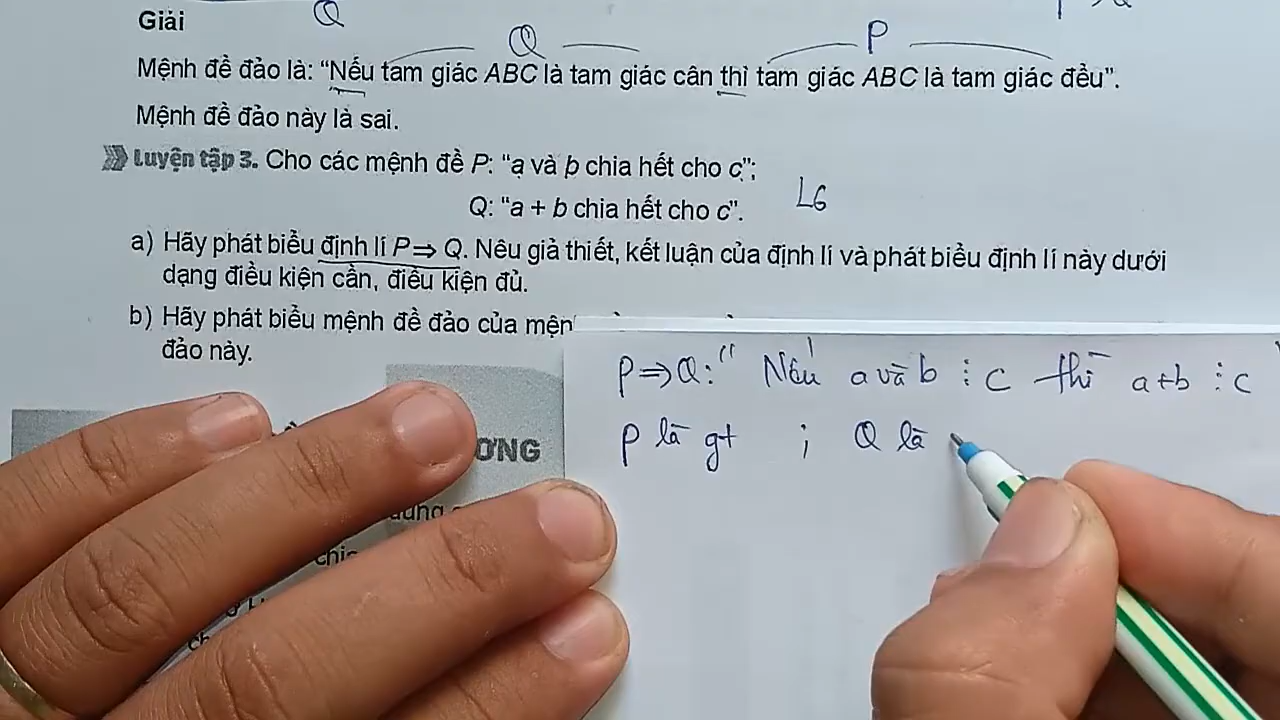 Giải
Q
Q
P
Mệnh đề đảo là: “Nếu tam giác ABC là tam giác cân thì tam giác ABC là tam giác đều”.
Mệnh đề đảo này là sai.
Luyện tập 3. Cho các mệnh đề P: “a và b chia hết cho c”;
Q: “a + b chia hết cho c”.
LG
a) Hãy phát biểu định lí P ⇒ Q. Nêu giả thiết, kết luận của định lí và phát biểu định lí này dưới
dạng điều kiện cần, điều kiện đủ.
b) Hãy phát biểu mệnh đề đảo của
đảo này.
P⇒Q: “ Nếu a và b ⋮ c thì a+b ⋮ c
P là gt ; Q là
ƯƠNG